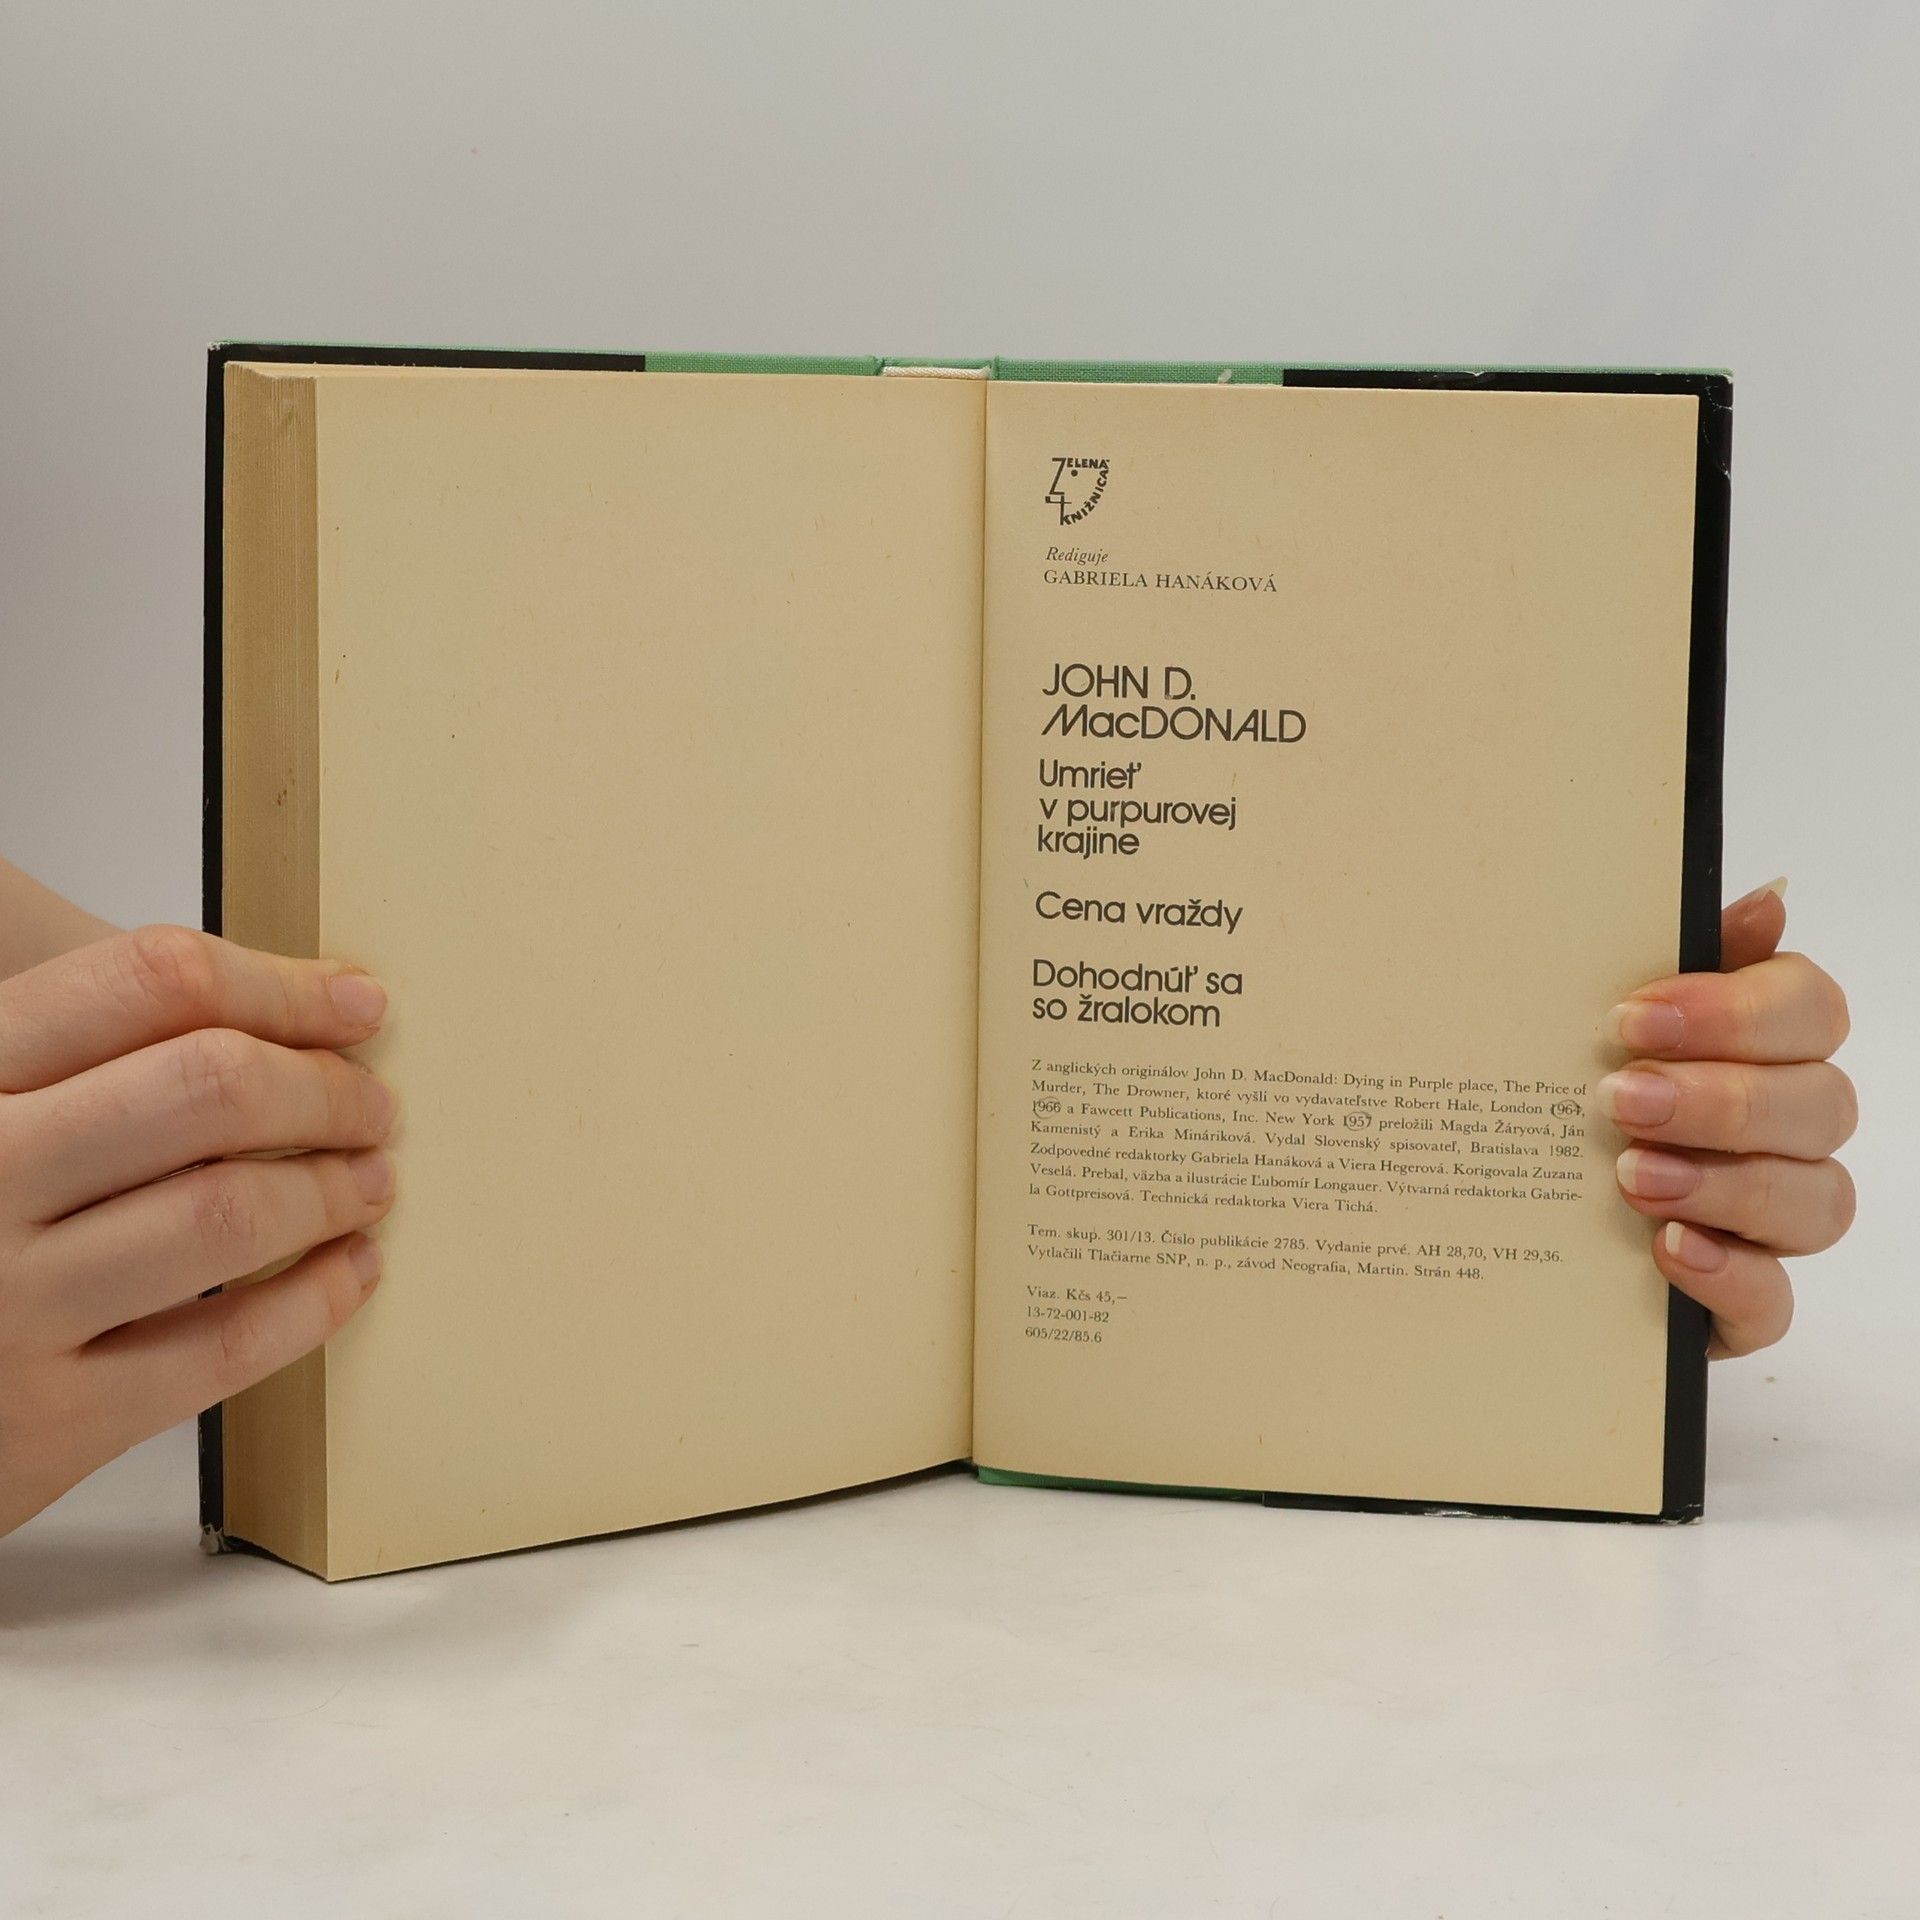 ZELENÁ
KNIŽNICA
Rediguje
GABRIELA HANÁKOVÁ
JOHN D.
MacDONALD
Umrieť
v purpurovej
krajine
Cena vraždy
Dohodnúť sa
so žralokom
Z anglických originálov John D. MacDonald: Dying in Purple place, The Price of
Murder, The Drowner, ktoré vyšli vo vydavateľstve Robert Hale, London 1964,
1966 a Fawcett Publications, Inc. New York 1957 preložili Magda Žáryová, Ján
Kamenistý a Erika Mináriková. Vydal Slovenský spisovateľ, Bratislava 1982.
Zodpovedné redaktorky Gabriela Hanáková a Viera Hegerová. Korigovala Zuzana
Veselá. Prebal, väzba a ilustrácie Ľubomír Longauer. Výtvarná redaktorka Gabrie-
la Gottpreisová. Technická redaktorka Viera Tichá.
Tem. skup. 301/13. Číslo publikácie 2785. Vydanie prvé. AH 28,70, VH 29,36.
Vytlačili Tlačiarne SNP, n. p., závod Neografia, Martin. Strán 448.
Viaz. Kčs 45,—
13-72-001-82
605/22/85.6